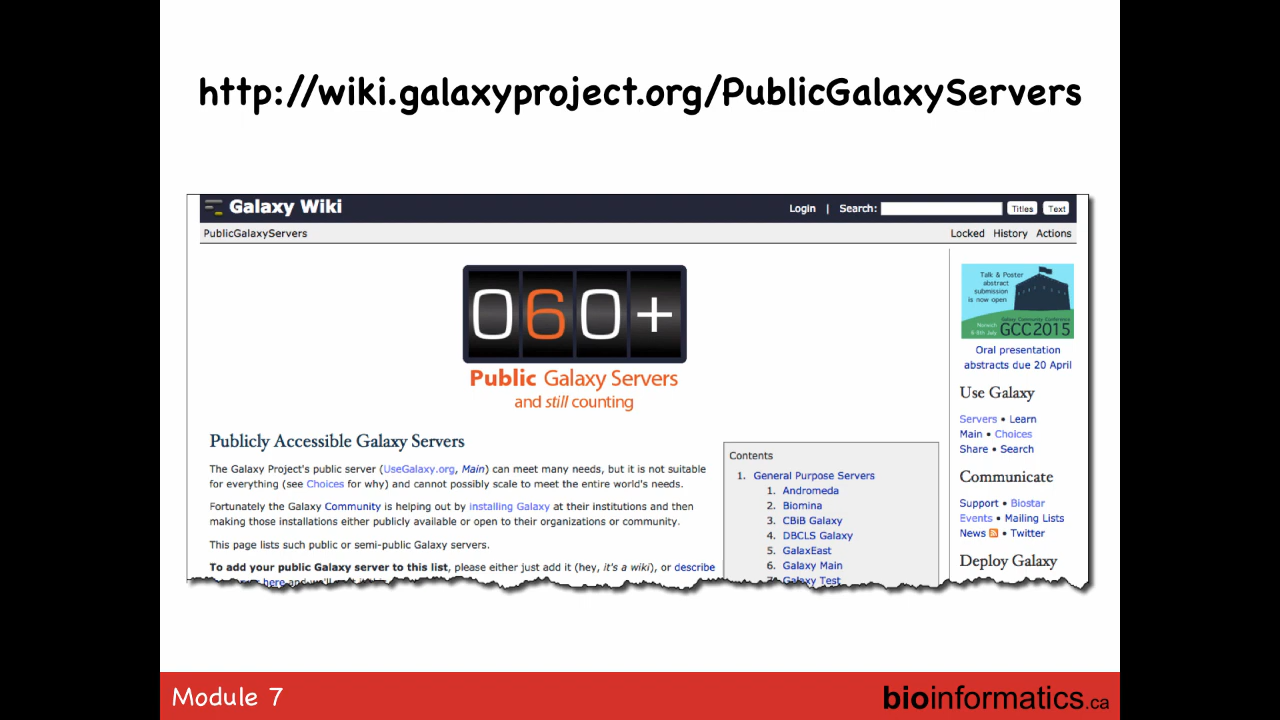 http://wiki.galaxyproject.org/PublicGalaxyServers
Galaxy Wiki
Login | Search: Titles Text
PublicGalaxyServers
Locked History Actions
060+
Public Galaxy Servers
and still counting
Talk & Poster
abstract
submission
is now open
Galaxy Community Conference
Norwich
6-8th July
GCC2015
Oral presentation
abstracts due 20 April
Use Galaxy
Servers • Learn
Main • Choices
Share • Search
Communicate
Support • Biostar
Events • Mailing Lists
News Twitter
Deploy Galaxy
Publicly Accessible Galaxy Servers
The Galaxy Project's public server (UseGalaxy.org, Main) can meet many needs, but it is not suitable
for everything (see Choices for why) and cannot possibly scale to meet the entire world's needs.
Fortunately the Galaxy Community is helping out by installing Galaxy at their institutions and then
making those installations either publicly available or open to their organizations or community.
This page lists such public or semi-public Galaxy servers.
To add your public Galaxy server to this list, please either just add it (hey, it's a wiki), or describe
Contents
1. General Purpose Servers
1. Andromeda
2. Biomina
3. CBiB Galaxy
4. DBCLS Galaxy
5. GalaxEast
6. Galaxy Main
7. Galaxy Test
Module 7
bioinformatics.ca